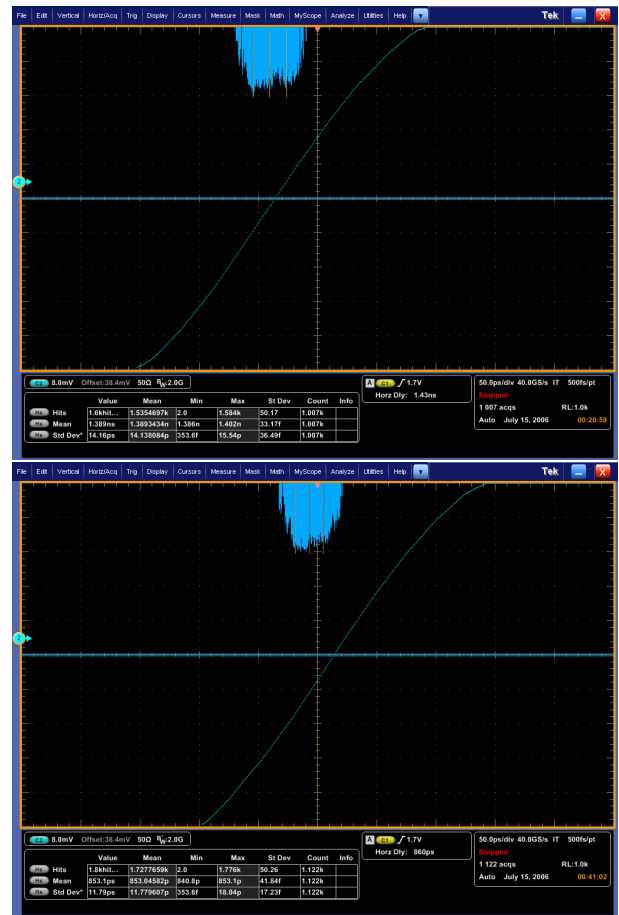 File Edit Vertical Horiz/Acq Trig Display Cursors Measure Mask Math MyScope Analyze Utilities Help Tek X
2
C2 8.0mV Offset:38.4mV 50Ω BW:2.0G
A C1 1.7V
Horz Dly: 1.43ns
50.0ps/div 40.0GS/s IT 500fs/pt
Stopped
1 007 acqs RL:1.0k
Auto July 15, 2006 00:20:59
Value Mean Min Max St Dev Count Info
Hs Hits 1.6khit... 1.5354697k 2.0 1.584k 50.17 1.007k
Hs Mean 1.389ns 1.3893434n 1.386n 1.402n 33.17f 1.007k
Hs Std Dev* 14.16ps 14.138084p 353.6f 15.54p 36.49f 1.007k
File Edit Vertical Horiz/Acq Trig Display Cursors Measure Mask Math MyScope Analyze Utilities Help Tek X
2
C2 8.0mV Offset:38.4mV 50Ω BW:2.0G
A C1 1.7V
Horz Dly: 860ps
50.0ps/div 40.0GS/s IT 500fs/pt
Stopped
1 122 acqs RL:1.0k
Auto July 15, 2006 00:41:02
Value Mean Min Max St Dev Count Info
Hs Hits 1.8khit... 1.7277659k 2.0 1.776k 50.26 1.122k
Hs Mean 853.1ps 853.04582p 840.8p 853.1p 41.84f 1.122k
Hs Std Dev* 11.79ps 11.779607p 353.6f 18.04p 17.23f 1.122k